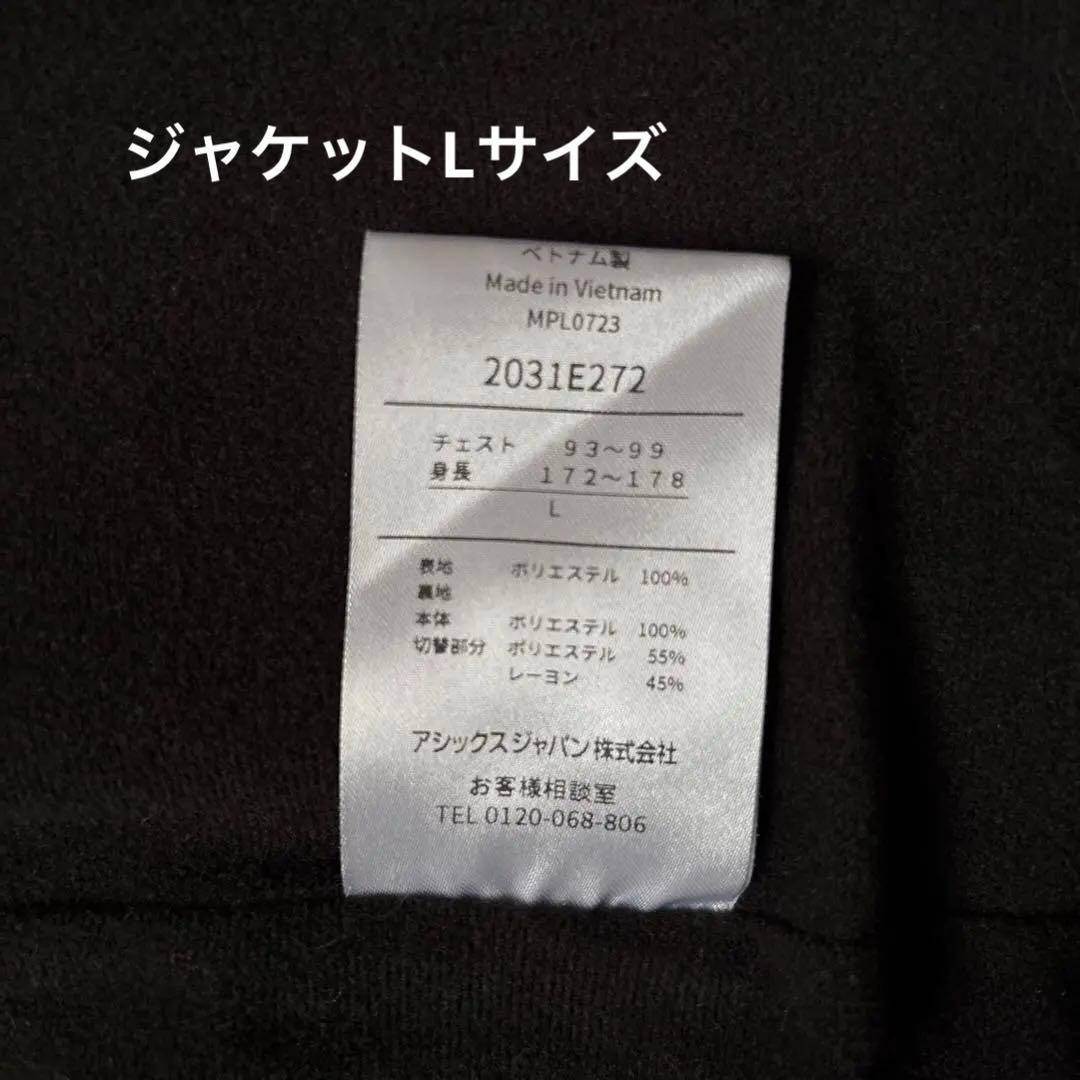 ジャケットLサイズ
ベトナム製
Made in Vietnam
MPL0723
2031E272
チェスト 93～99
身長 172～178
L
表地 ポリエステル 100%
裏地
本体 ポリエステル 100%
切替部分 ポリエステル 55%
レーヨン 45%
アシックスジャパン株式会社
お客様相談室
TEL 0120-068-806